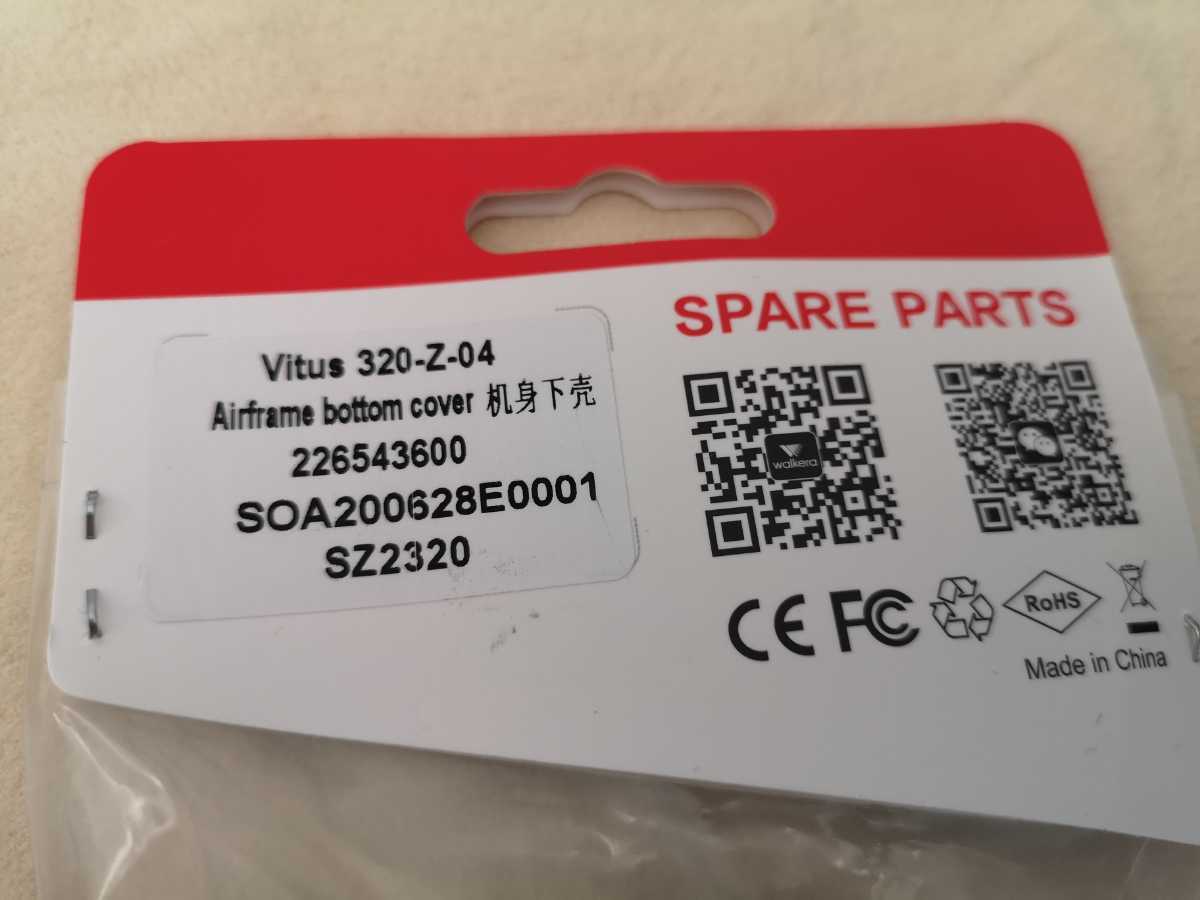 SPARE PARTS
Vitus 320-Z-04
Airframe bottom cover 机身下壳
226543600
SOA200628E0001
SZ2320
walkera
CE FC RoHS
Made in China